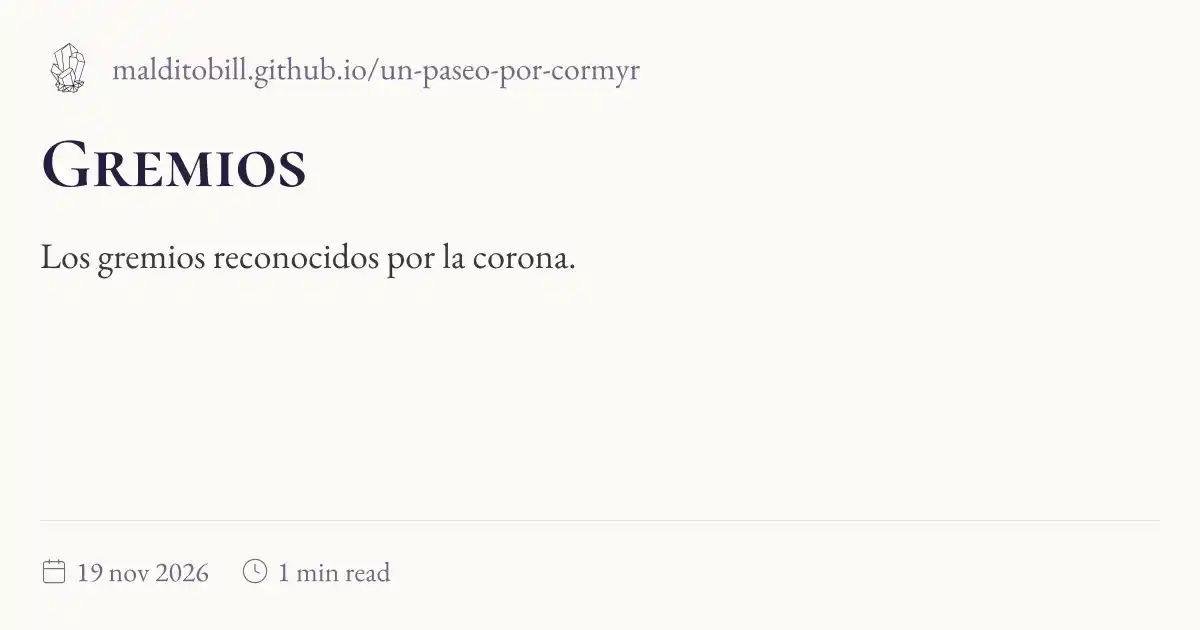 malditobill.github.io/un-paseo-por-cormyr
Gremios
Los gremios reconocidos por la corona.
19 nov 2026 1 min read